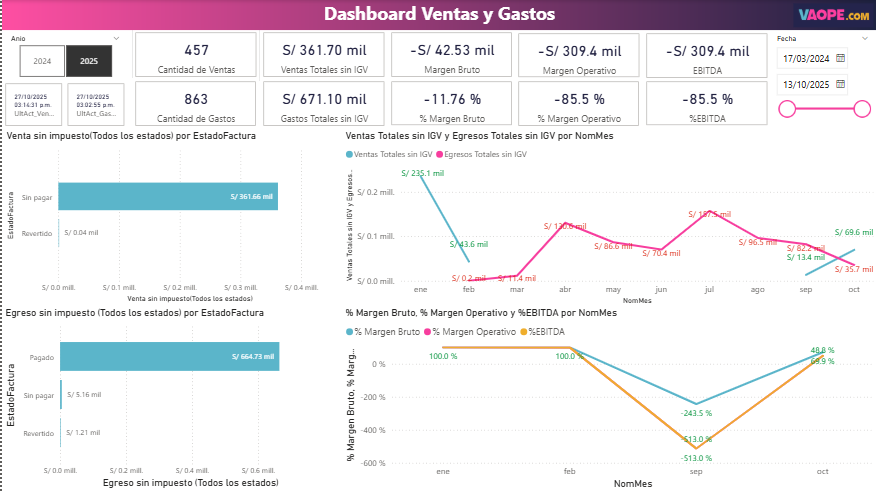 Dashboard Ventas y Gastos
VAOPE.COM
Anio
2024
2025
27/10/2025
03:14:31 p.m.
UltAct_Ven...
27/10/2025
03:02:55 p.m.
UltAct_Gas...
457
Cantidad de Ventas
S/ 361.70 mil
Ventas Totales sin IGV
-S/ 42.53 mil
Margen Bruto
-S/ 309.4 mil
Margen Operativo
-S/ 309.4 mil
EBITDA
863
Cantidad de Gastos
S/ 671.10 mil
Gastos Totales sin IGV
-11.76 %
% Margen Bruto
-85.5 %
% Margen Operativo
-85.5 %
%EBITDA
Fecha
17/03/2024
13/10/2025
Venta sin impuesto(Todos los estados) por EstadoFactura
EstadoFactura
Sin pagar
S/ 361.66 mil
Revertido
S/ 0.04 mil
S/ 0.0 mill.
S/ 0.1 mill.
S/ 0.2 mill.
S/ 0.3 mill.
S/ 0.4 mill.
Venta sin impuesto(Todos los estados)
Ventas Totales sin IGV y Egresos Totales sin IGV por NomMes
Ventas Totales sin IGV
Egresos Totales sin IGV
Ventas Totales sin IGV y Egresos...
S/ 0.2 mill.
S/ 0.1 mill.
S/ 0.0 mill.
S/ 235.1 mil
S/ 43.6 mil
S/ 0.2 mil
S/ 11.4 mil
S/ 86.6 mil
S/ 70.4 mil
S/ 96.5 mil
S/ 82.2 mil
S/ 13.4 mil
S/ 69.6 mil
S/ 35.7 mil
ene
feb
mar
abr
may
jun
jul
ago
sep
oct
NomMes
Egreso sin impuesto (Todos los estados) por EstadoFactura
EstadoFactura
Pagado
S/ 664.73 mil
Sin pagar
S/ 5.16 mil
Revertido
S/ 1.21 mil
S/ 0.0 mill.
S/ 0.2 mill.
S/ 0.4 mill.
S/ 0.6 mill.
Egreso sin impuesto (Todos los estados)
% Margen Bruto, % Margen Operativo y %EBITDA por NomMes
% Margen Bruto
% Margen Operativo
%EBITDA
% Margen Bruto, % Marg...
0 %
-200 %
-400 %
-600 %
100.0 %
100.0 %
-243.5 %
-513.0 %
-513.0 %
48.8 %
ene
feb
sep
oct
NomMes